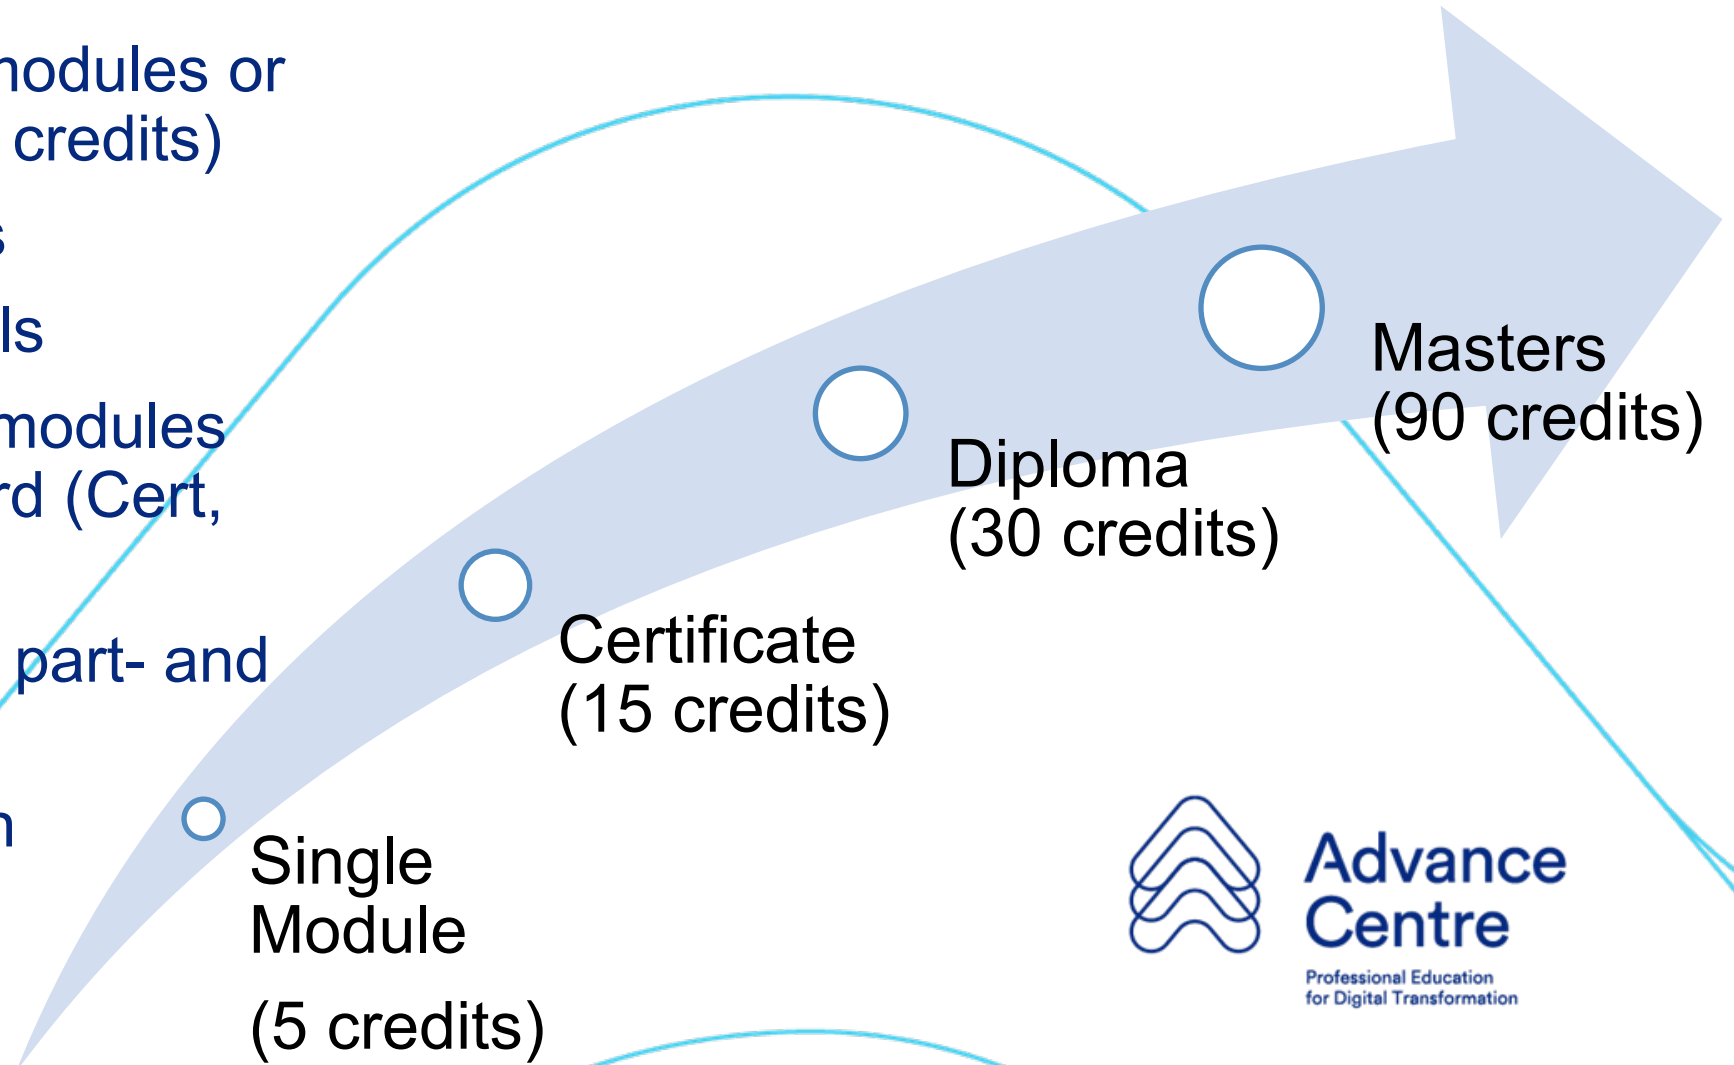 modules or
credits)
s
ls
modules
rd (Cert,
part- and
n
Masters
(90 credits)
Diploma
(30 credits)
Certificate
(15 credits)
Single
Module
(5 credits)
Advance
Centre
Professional Education
for Digital Transformation